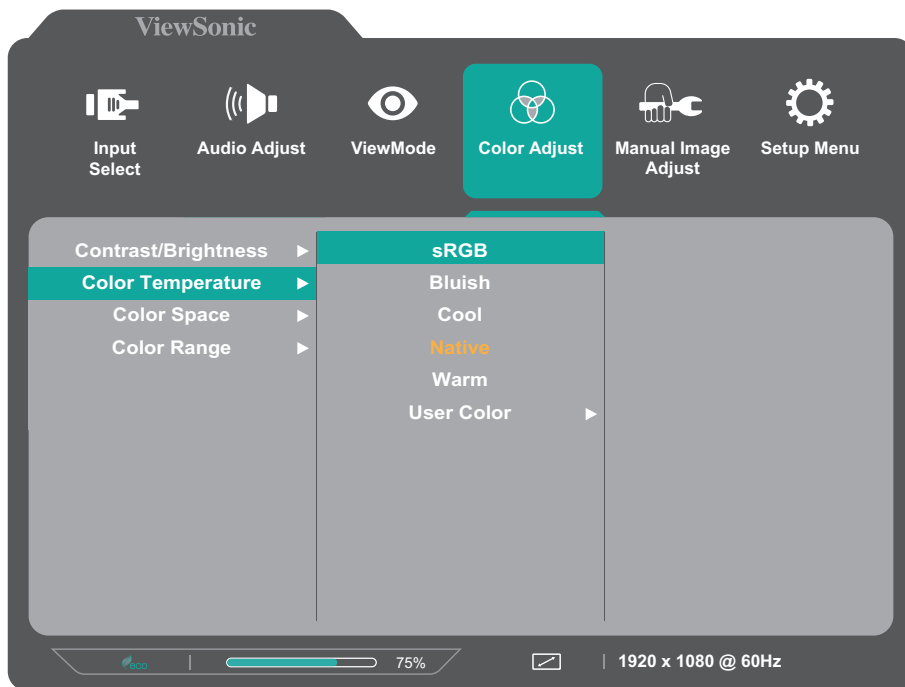 ViewSonic
Input
Select
Audio Adjust
ViewMode
Color Adjust
Manual Image
Adjust
Setup Menu
Contrast/Brightness
Color Temperature
Color Space
Color Range
sRGB
Bluish
Cool
Native
Warm
User Color
eco
75%
1920 x 1080 @ 60Hz